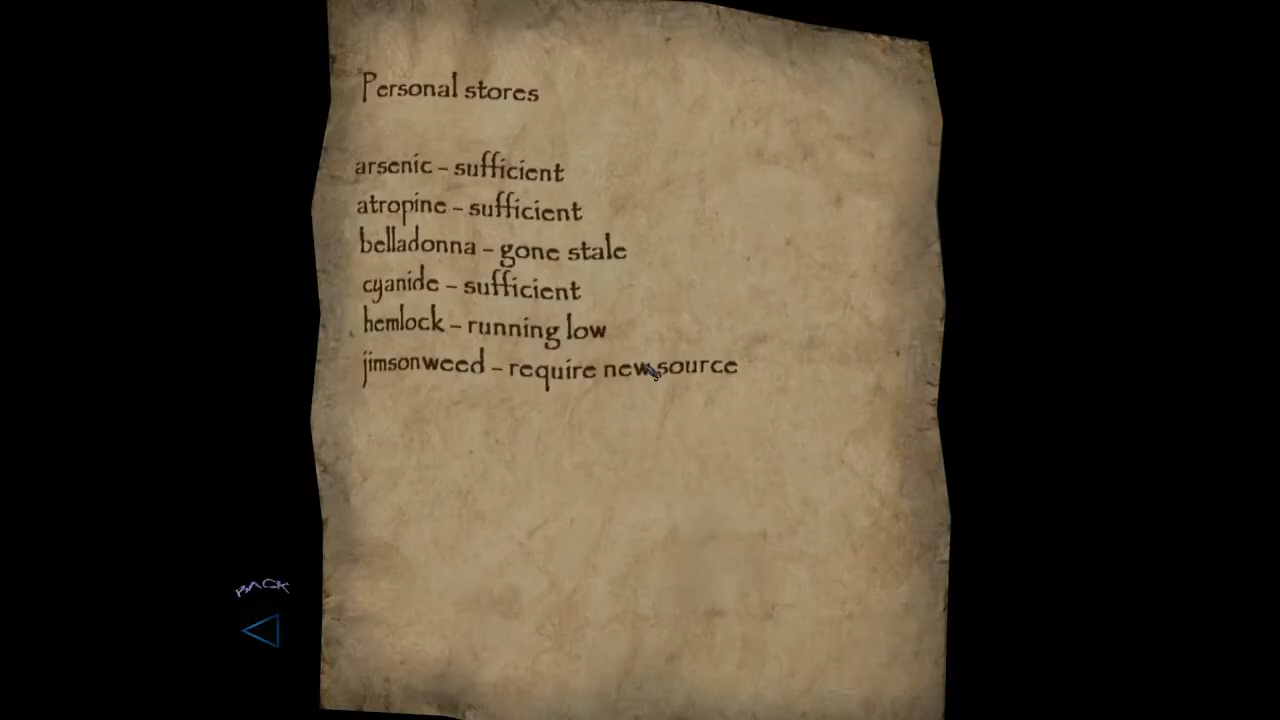 Personal stores
arsenic - sufficient
atropine - sufficient
belladonna - gone stale
cyanide - sufficient
hemlock - running low
jimsonweed - require new source
BACK